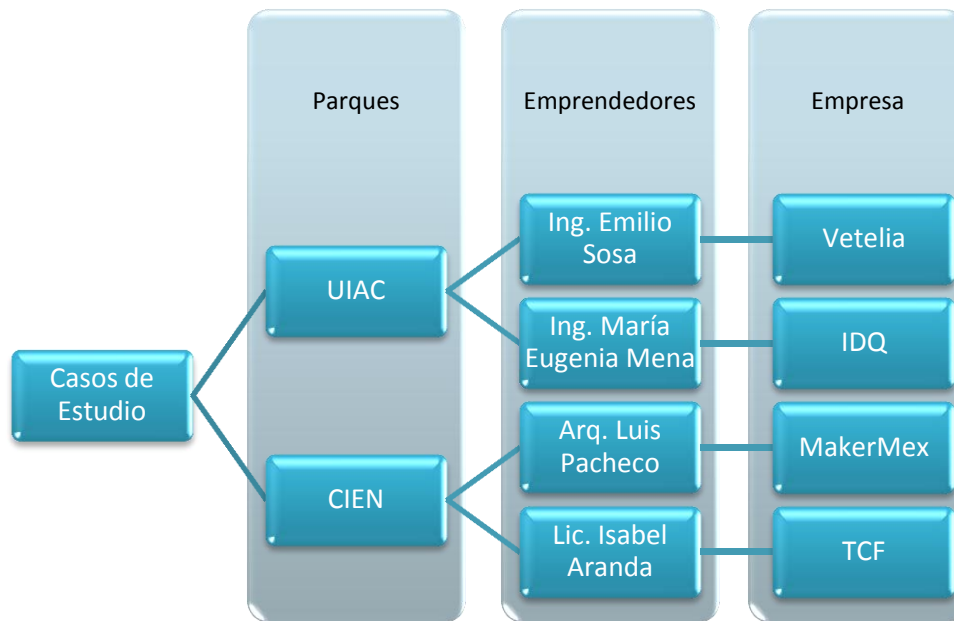 Parques
Emprendedores
Empresa
Casos de
Estudio
UIAC
CIEN
Ing. Emilio
Sosa
Ing. María
Eugenia Mena
Arq. Luis
Pacheco
Lic. Isabel
Aranda
Vetelia
IDQ
MakerMex
TCF